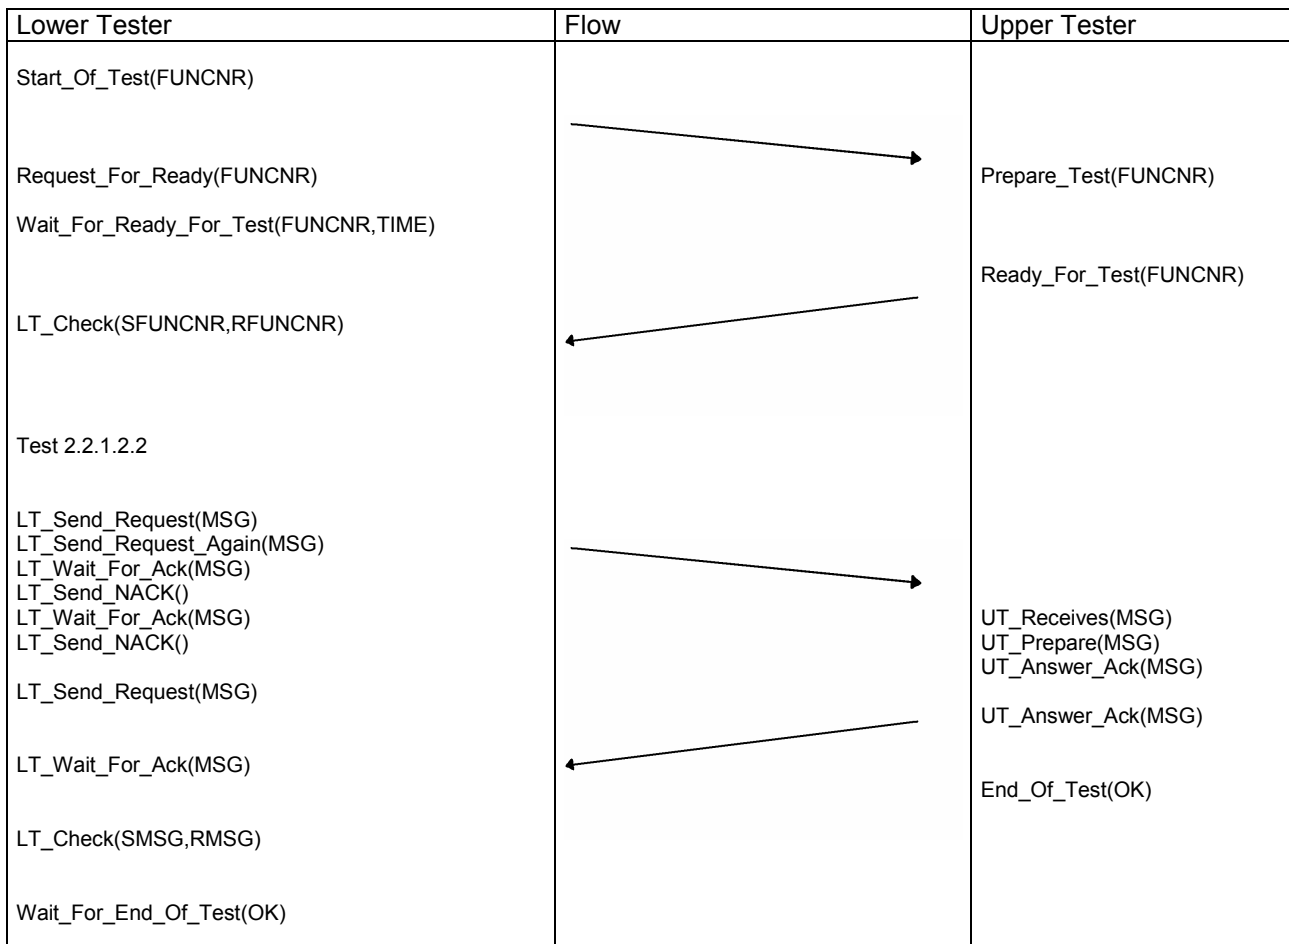 Lower Tester
Flow
Upper Tester
Start_Of_Test(FUNCNR)
Request_For_Ready(FUNCNR)
Prepare_Test(FUNCNR)
Wait_For_Ready_For_Test(FUNCNR,TIME)
Ready_For_Test(FUNCNR)
LT_Check(SFUNCNR,RFUNCNR)
Test 2.2.1.2.2
LT_Send_Request(MSG)
LT_Send_Request_Again(MSG)
LT_Wait_For_Ack(MSG)
LT_Send_NACK()
LT_Wait_For_Ack(MSG)
UT_Receives(MSG)
LT_Send_NACK()
UT_Prepare(MSG)
UT_Answer_Ack(MSG)
LT_Send_Request(MSG)
UT_Answer_Ack(MSG)
LT_Wait_For_Ack(MSG)
End_Of_Test(OK)
LT_Check(SMSG,RMSG)
Wait_For_End_Of_Test(OK)